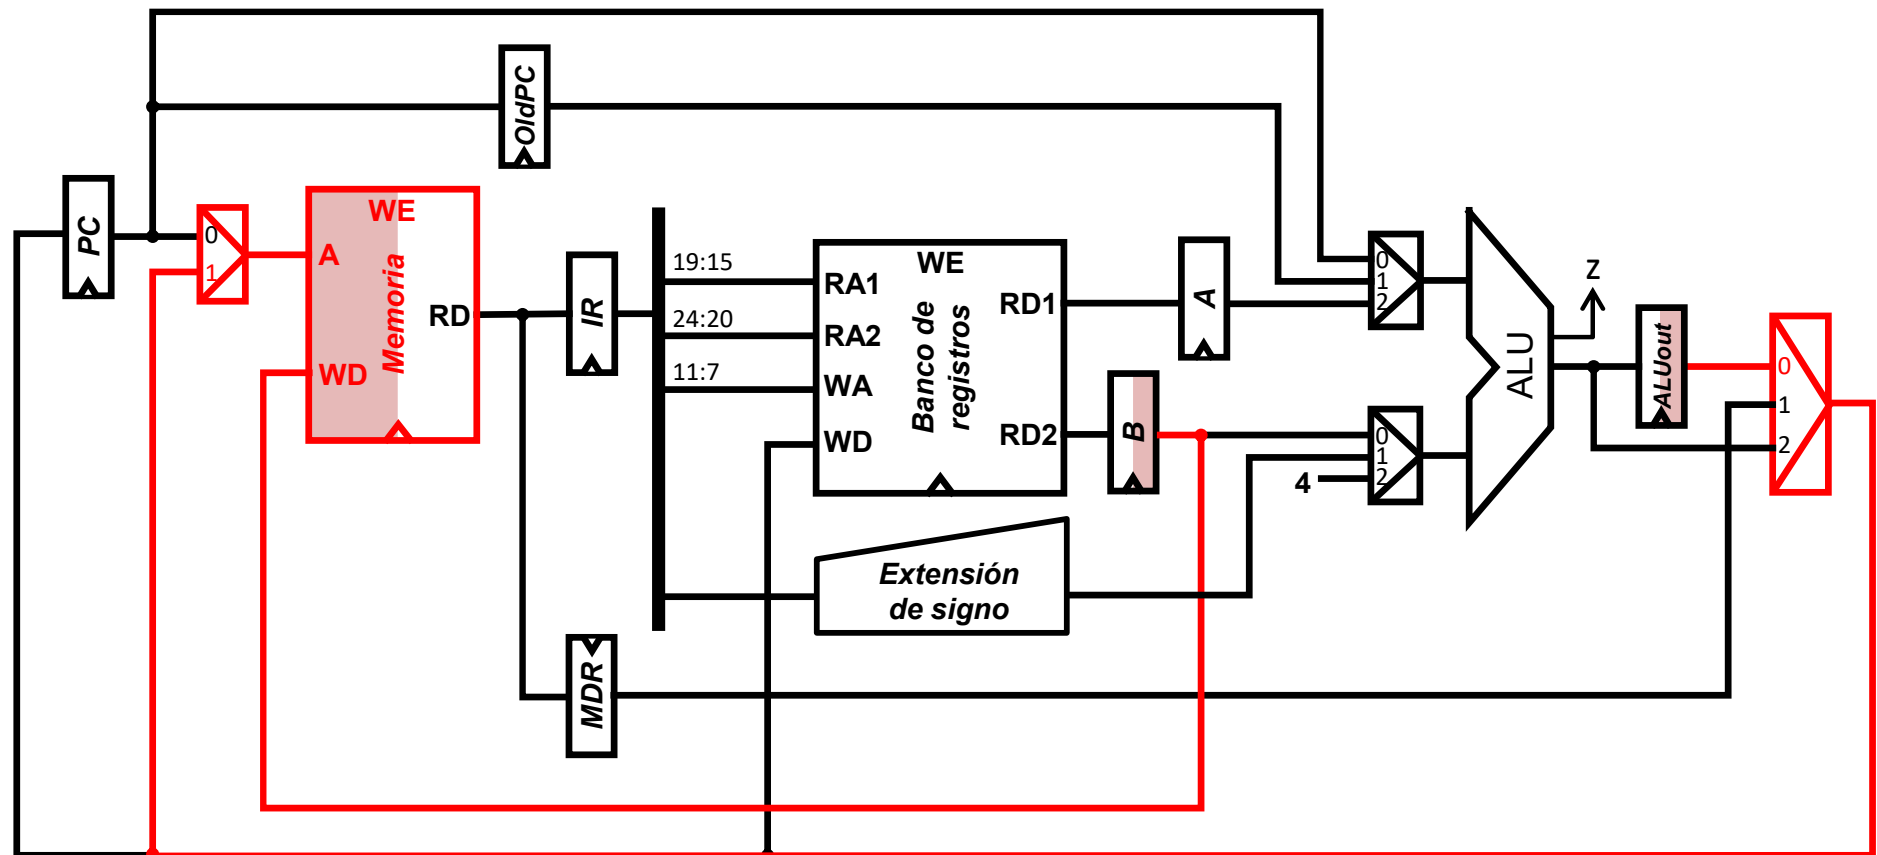 OldPC
PC
0
1
WE
A
Memoria
RD
WD
IR
19:15
24:20
11:7
WE
RA1
RA2
WA
WD
Banco de
registros
RD1
RD2
A
B
Extensión
de signo
MDR
0
1
2
0
1
2
4
ALU
Z
ALUout
0
1
2